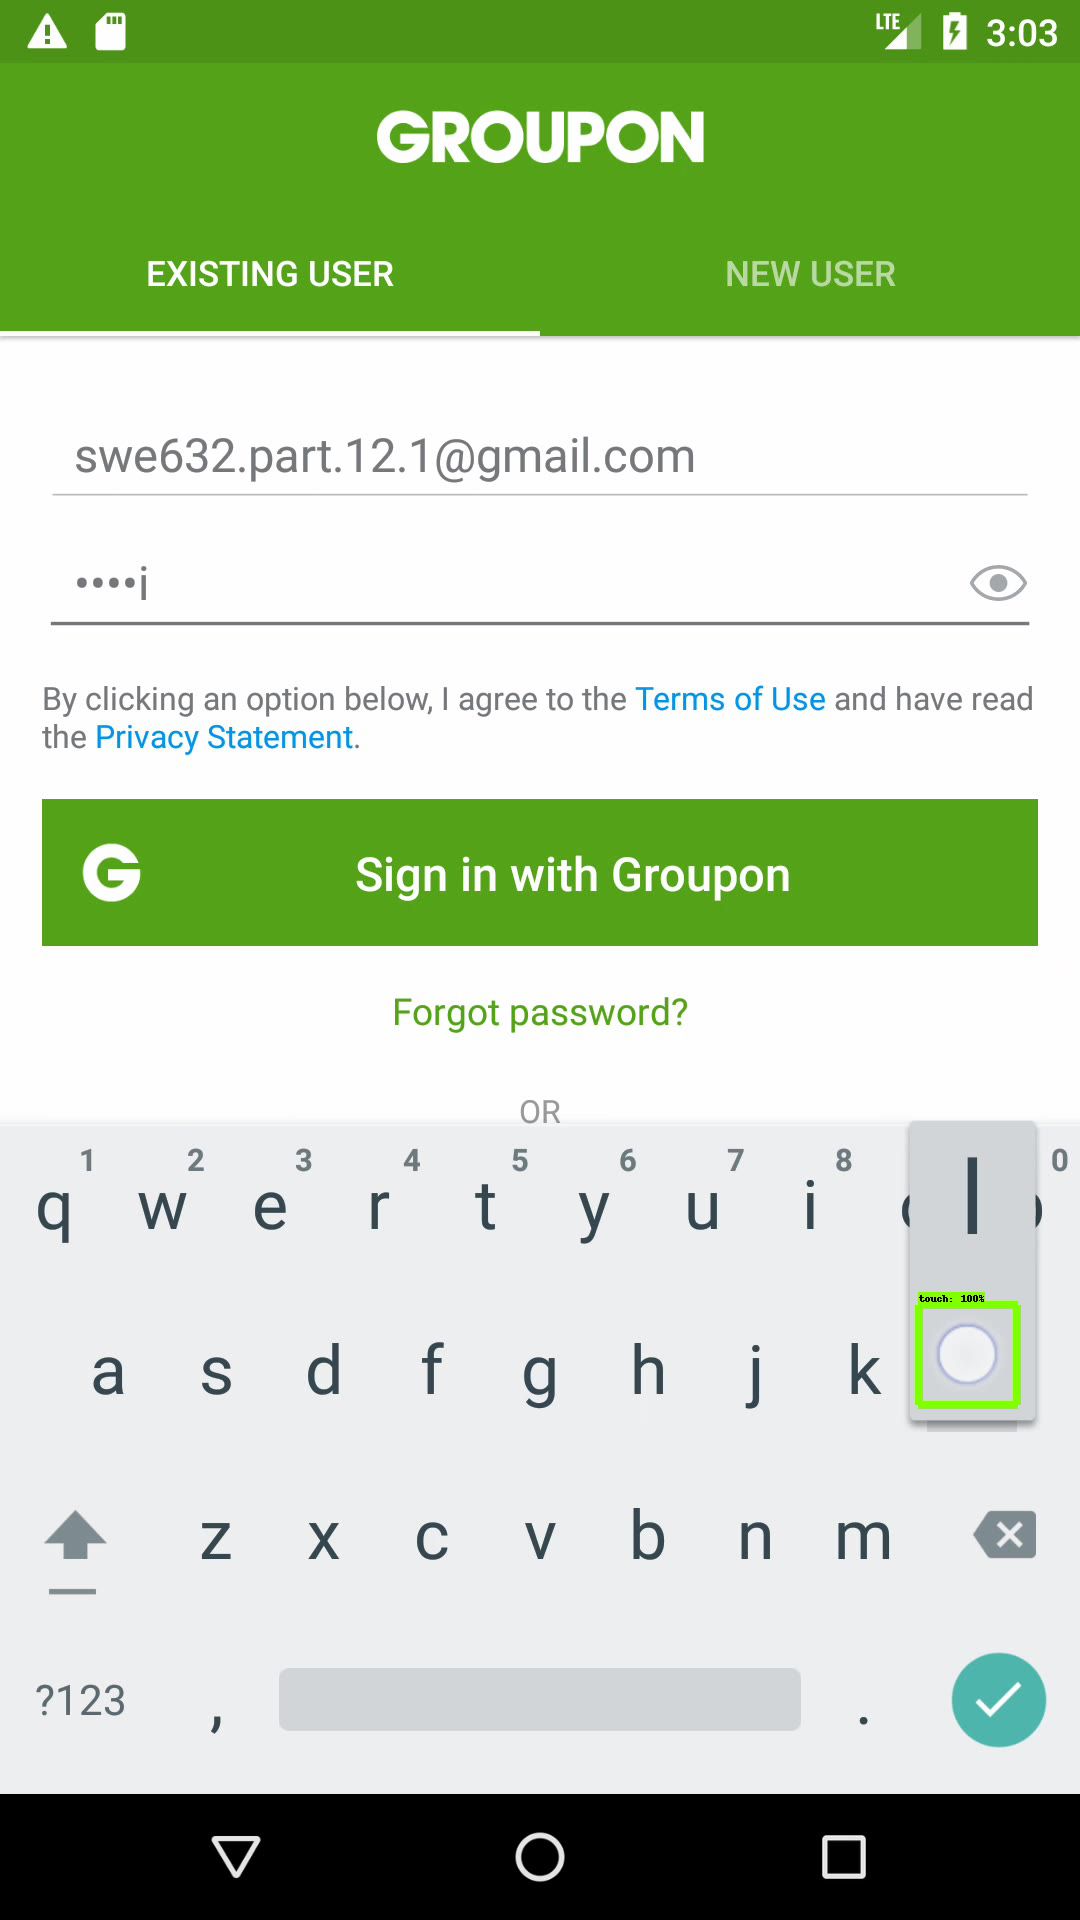 LTE 3:03
GROUPON
EXISTING USER NEW USER
swe632.part.12.1@gmail.com
••••i
By clicking an option below, I agree to the Terms of Use and have read
the Privacy Statement.
G Sign in with Groupon
Forgot password?
OR
1 2 3 4 5 6 7 8 0
q w e r t y u i l
touch: 100%
a s d f g h j k
z x c v b n m
?123 , .